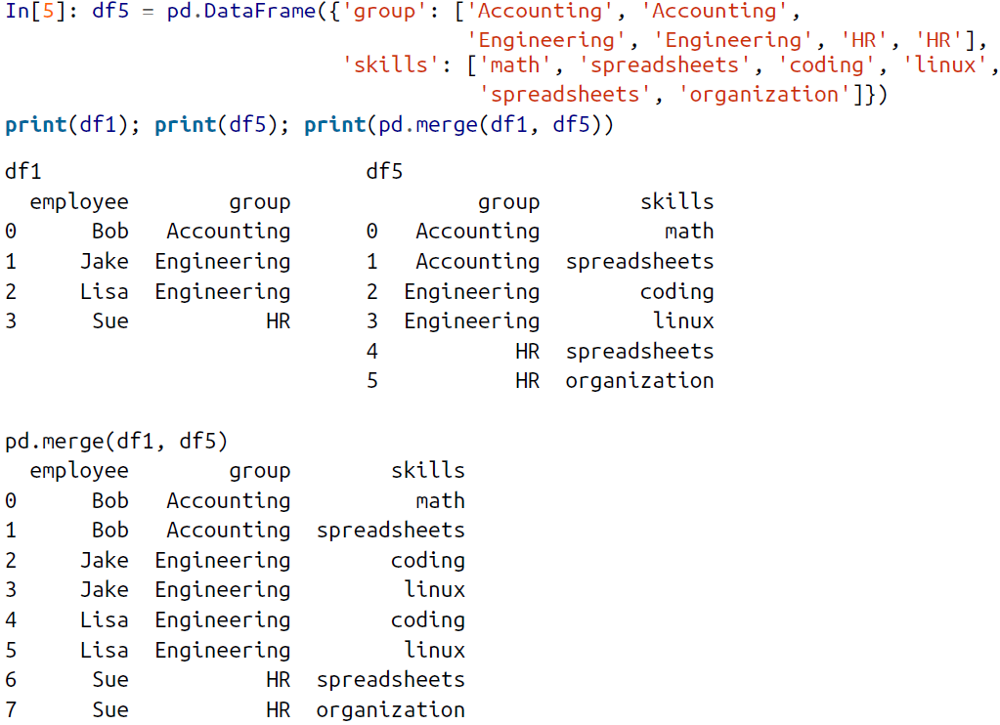 In[5]: df5 = pd.DataFrame({'group': ['Accounting', 'Accounting',
'Engineering', 'Engineering', 'HR', 'HR'],
'skills': ['math', 'spreadsheets', 'coding', 'linux',
'spreadsheets', 'organization']})
print(df1); print(df5); print(pd.merge(df1, df5))
df1 df5
employee group group skills
0 Bob Accounting 0 Accounting math
1 Jake Engineering 1 Accounting spreadsheets
2 Lisa Engineering 2 Engineering coding
3 Sue HR 3 Engineering linux
4 HR spreadsheets
5 HR organization
pd.merge(df1, df5)
employee group skills
0 Bob Accounting math
1 Bob Accounting spreadsheets
2 Jake Engineering coding
3 Jake Engineering linux
4 Lisa Engineering coding
5 Lisa Engineering linux
6 Sue HR spreadsheets
7 Sue HR organization